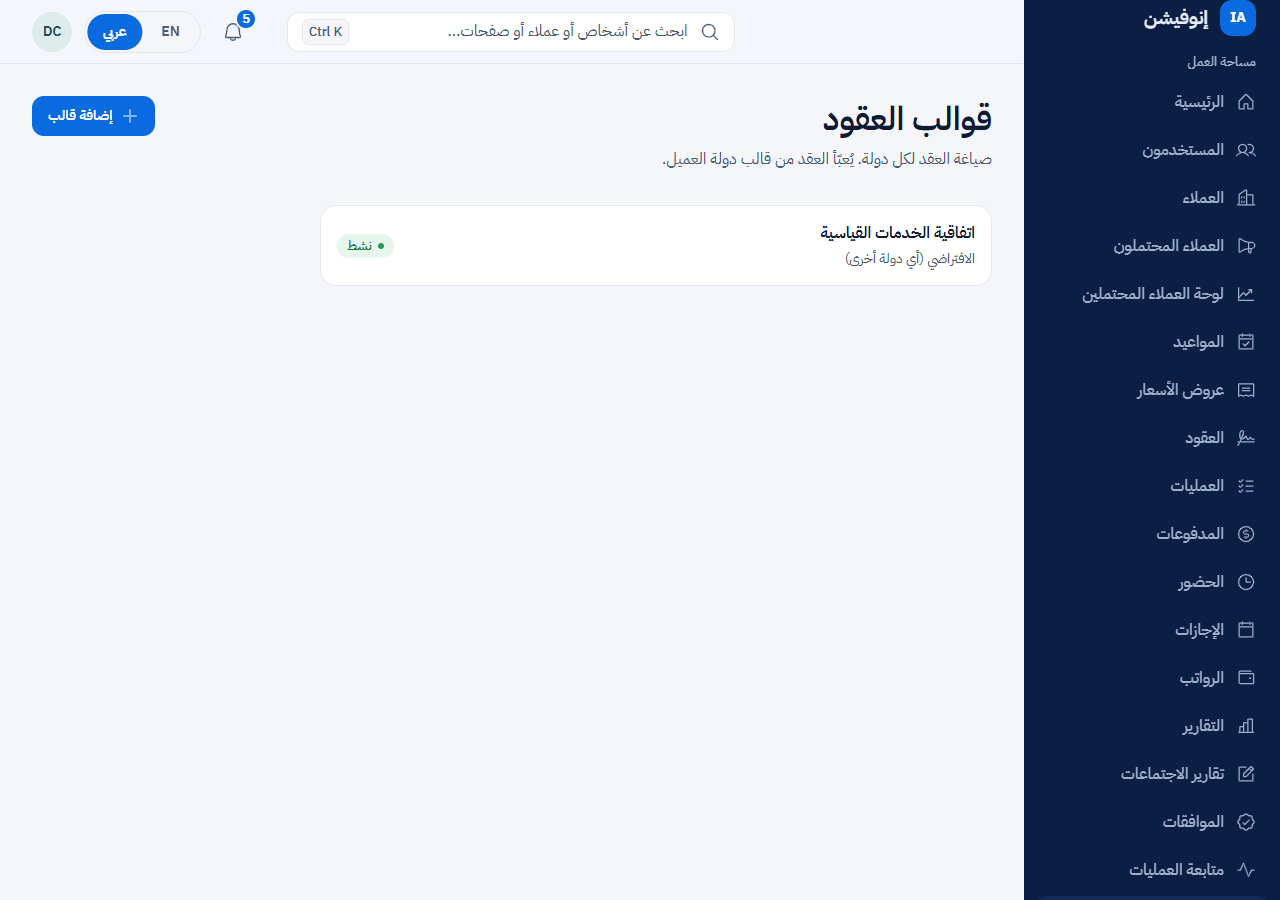 IA
إنوفيشن
مساحة العمل
الرئيسية
المستخدمون
العملاء
العملاء المحتملون
لوحة العملاء المحتملين
المواعيد
عروض الأسعار
العقود
العمليات
المدفوعات
الحضور
الإجازات
الرواتب
التقارير
تقارير الاجتماعات
الموافقات
متابعة العمليات
ابحث عن أشخاص أو عملاء أو صفحات...
Ctrl K
5
EN
عربي
DC
قوالب العقود
صياغة العقد لكل دولة. يُعبّأ العقد من قالب دولة العميل.
إضافة قالب
اتفاقية الخدمات القياسية
الافتراضي (أي دولة أخرى)
نشط